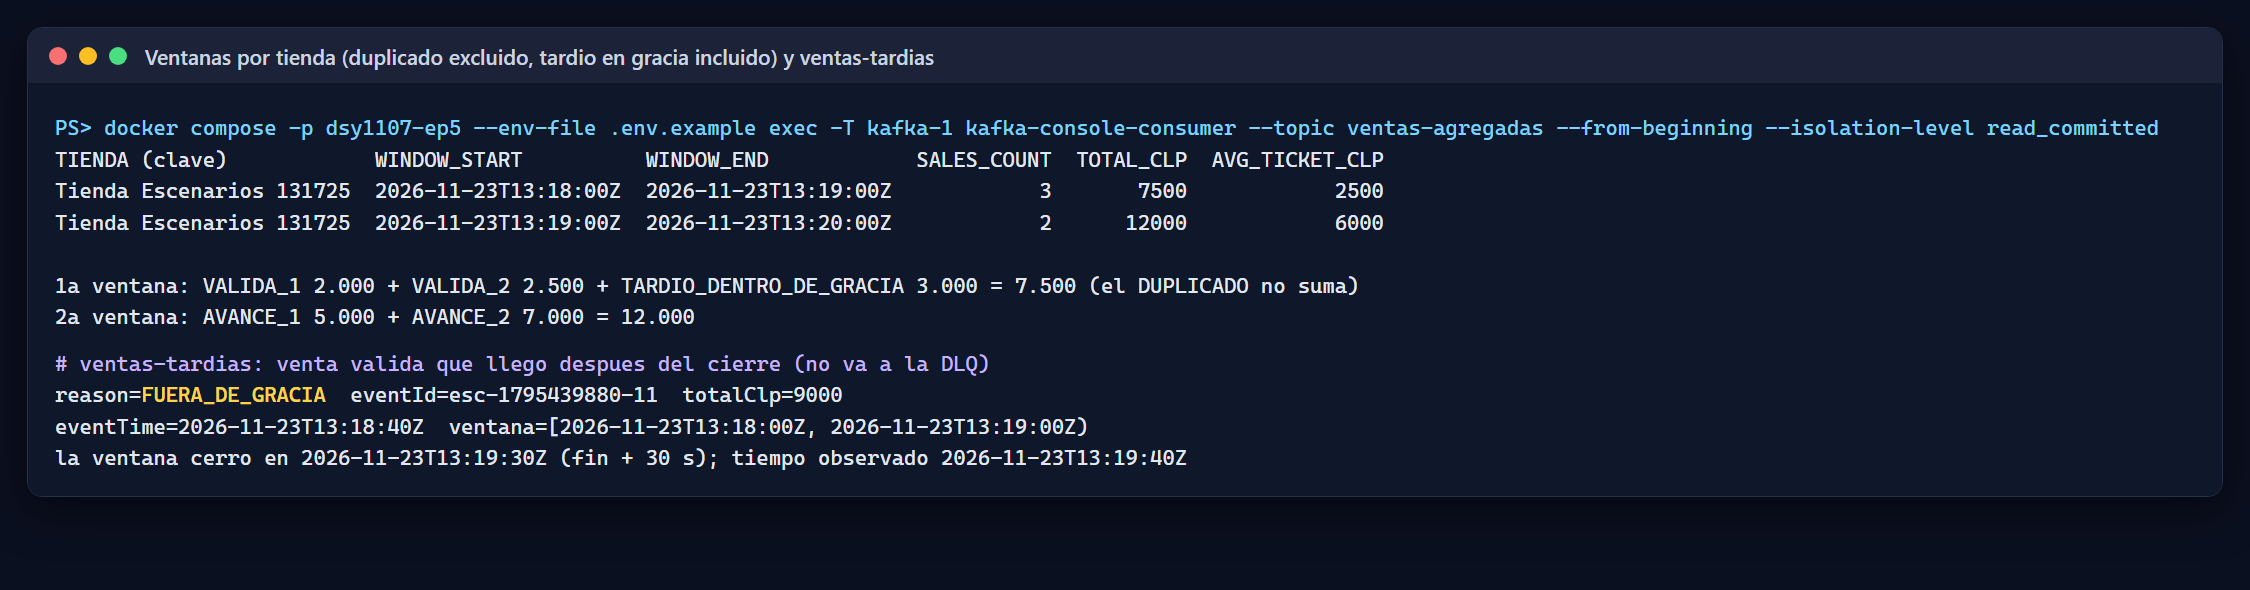 Ventanas por tienda (duplicado excluido, tardio en gracia incluido) y ventas-tardias
PS> docker compose -p dsy1107-ep5 --env-file .env.example exec -T kafka-1 kafka-console-consumer --topic ventas-agregadas --from-beginning --isolation-level read_committed
TIENDA (clave) WINDOW_START WINDOW_END SALES_COUNT TOTAL_CLP AVG_TICKET_CLP
Tienda Escenarios 131725 2026-11-23T13:18:00Z 2026-11-23T13:19:00Z 3 7500 2500
Tienda Escenarios 131725 2026-11-23T13:19:00Z 2026-11-23T13:20:00Z 2 12000 6000
1a ventana: VALIDA_1 2.000 + VALIDA_2 2.500 + TARDIO_DENTRO_DE_GRACIA 3.000 = 7.500 (el DUPLICADO no suma)
2a ventana: AVANCE_1 5.000 + AVANCE_2 7.000 = 12.000
# ventas-tardias: venta valida que llego despues del cierre (no va a la DLQ)
reason=FUERA_DE_GRACIA eventId=esc-1795439880-11 totalClp=9000
eventTime=2026-11-23T13:18:40Z ventana=[2026-11-23T13:18:00Z, 2026-11-23T13:19:00Z)
la ventana cerro en 2026-11-23T13:19:30Z (fin + 30 s); tiempo observado 2026-11-23T13:19:40Z